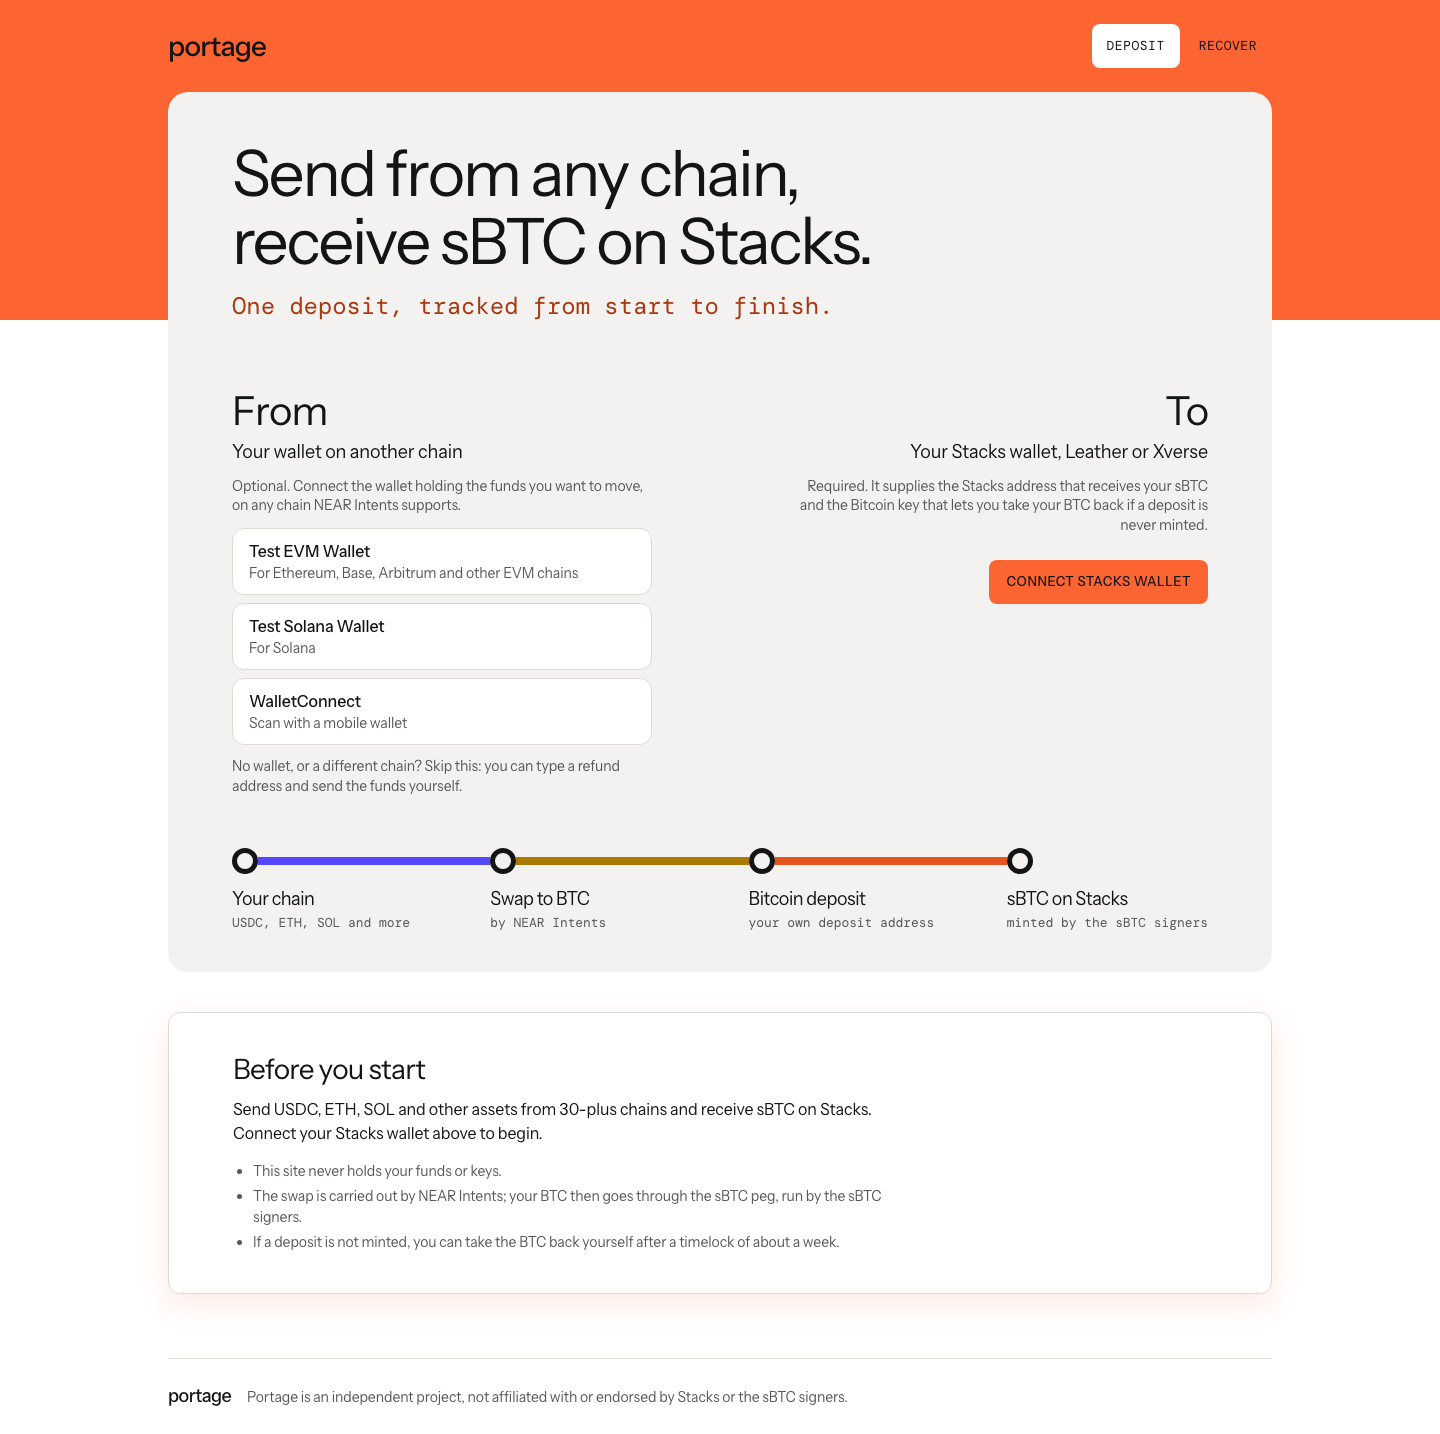 portage
DEPOSIT
RECOVER
Send from any chain,
receive sBTC on Stacks.
One deposit, tracked from start to finish.
From
Your wallet on another chain
Optional. Connect the wallet holding the funds you want to move,
on any chain NEAR Intents supports.
Test EVM Wallet
For Ethereum, Base, Arbitrum and other EVM chains
Test Solana Wallet
For Solana
WalletConnect
Scan with a mobile wallet
No wallet, or a different chain? Skip this: you can type a refund
address and send the funds yourself.
To
Your Stacks wallet, Leather or Xverse
Required. It supplies the Stacks address that receives your sBTC
and the Bitcoin key that lets you take your BTC back if a deposit is
never minted.
CONNECT STACKS WALLET
Your chain
USDC, ETH, SOL and more
Swap to BTC
by NEAR Intents
Bitcoin deposit
your own deposit address
sBTC on Stacks
minted by the sBTC signers
Before you start
Send USDC, ETH, SOL and other assets from 30-plus chains and receive sBTC on Stacks.
Connect your Stacks wallet above to begin.
• This site never holds your funds or keys.
• The swap is carried out by NEAR Intents; your BTC then goes through the sBTC peg, run by the sBTC
signers.
• If a deposit is not minted, you can take the BTC back yourself after a timelock of about a week.
portage
Portage is an independent project, not affiliated with or endorsed by Stacks or the sBTC signers.